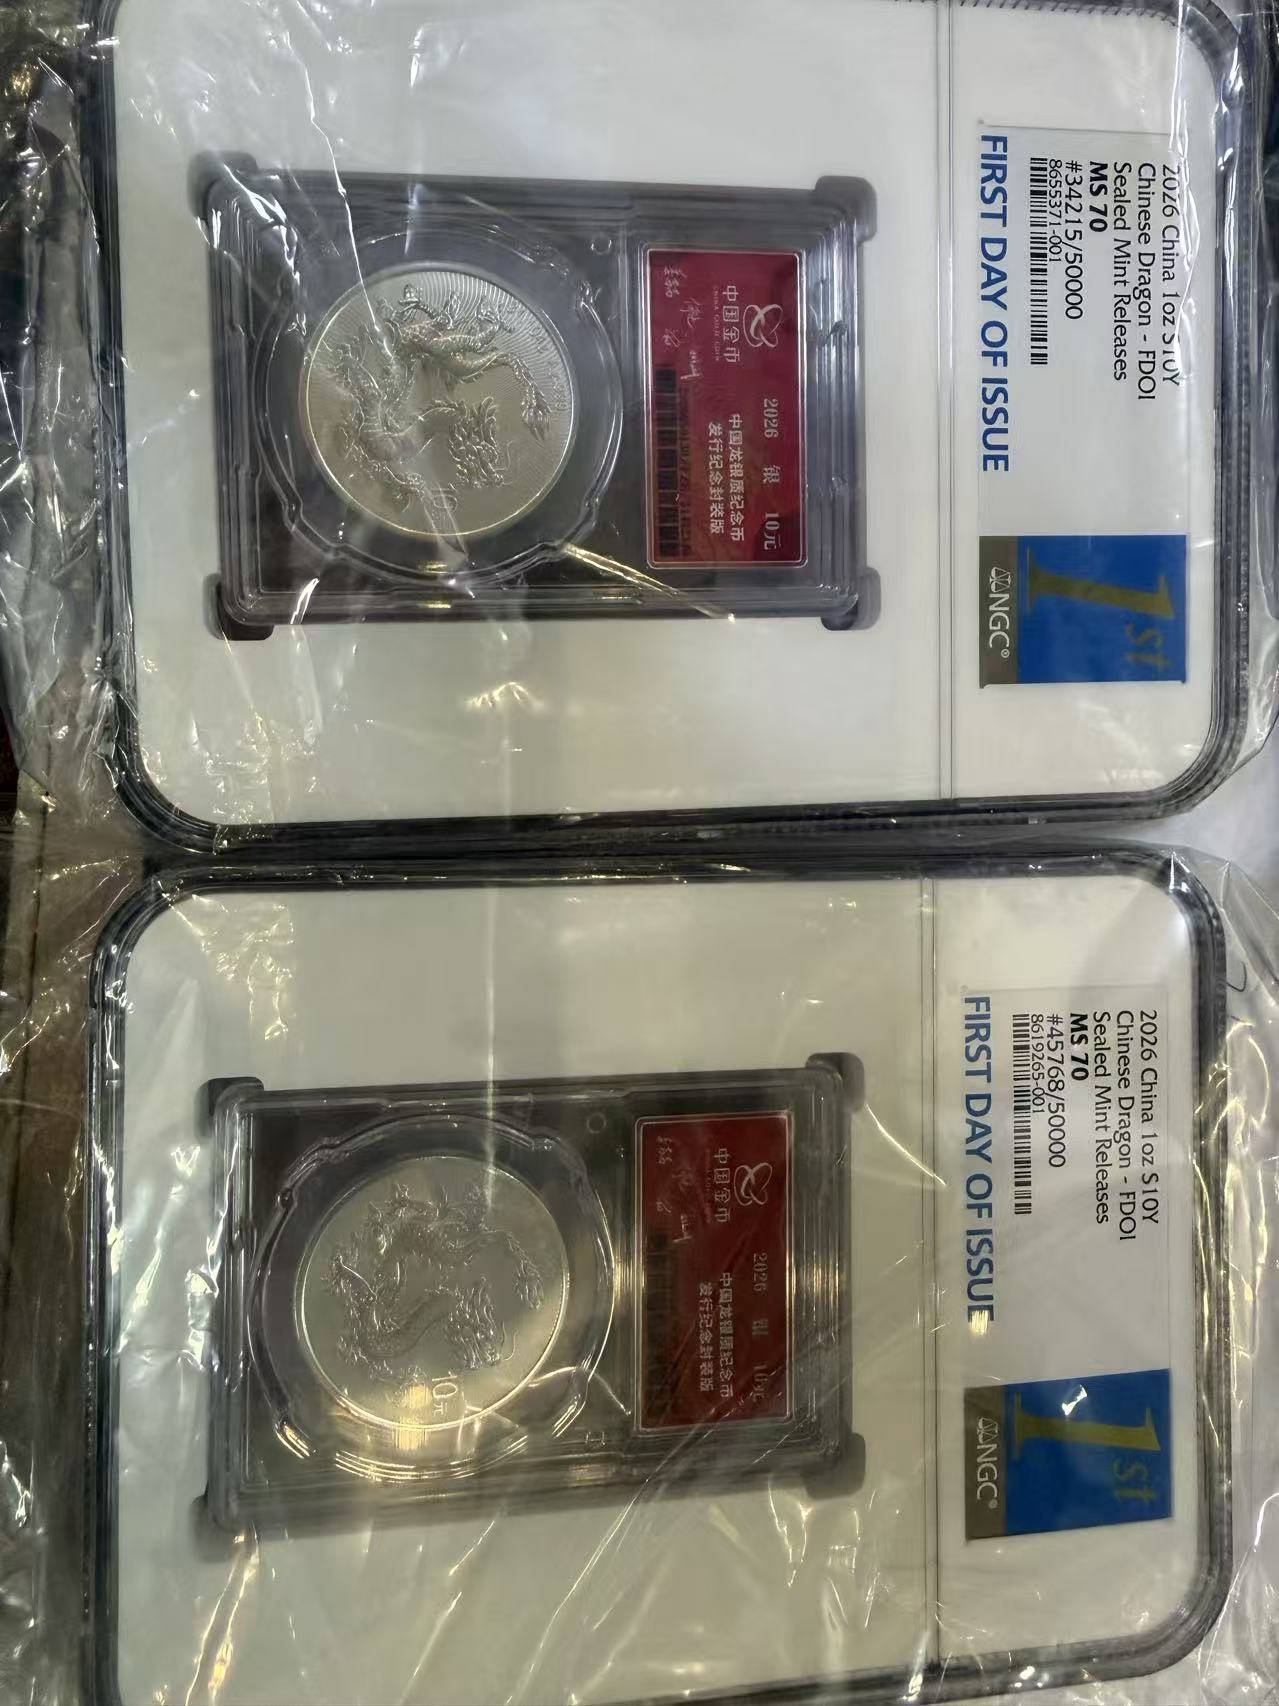 2026 China 1oz S10Y
Chinese Dragon - FDOI
Sealed Mint Releases
MS 70
#34215/50000
8655371-001
FIRST DAY OF ISSUE
1st
NGC®
中国金币
CHINA GOLD COIN
2026 银 10元
中国龙银质纪念币
发行纪念封装版
2026 China 1oz S10Y
Chinese Dragon - FDOI
Sealed Mint Releases
MS 70
#45768/50000
8619265-001
FIRST DAY OF ISSUE
1st
NGC®
中国金币
2026 银 10元
中国龙银质纪念币
发行纪念封装版
10元